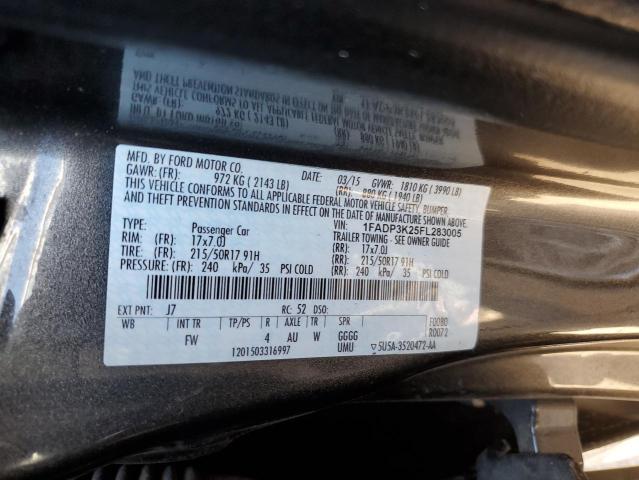 MFD. BY FORD MOTOR CO.
DATE: 03/15 GVWR: 1810 KG ( 3990 LB)
GAWR: (FR): 972 KG ( 2143 LB) (RR): 880 KG ( 1940 LB)
THIS VEHICLE CONFORMS TO ALL APPLICABLE FEDERAL MOTOR VEHICLE SAFETY, BUMPER,
AND THEFT PREVENTION STANDARDS IN EFFECT ON THE DATE OF MANUFACTURE SHOWN ABOVE.
VIN: 1FADP3K25FL283005
TYPE: Passenger Car TRAILER TOWING - SEE OWNER GUIDE
RIM: (FR) 17x7.0J (RR) 17x7.0J
TIRE: (FR) 215/50R17 91H (RR) 215/50R17 91H
PRESSURE: (FR) 240 kPa/ 35 PSI COLD (RR) 240 kPa/ 35 PSI COLD
EXT PNT: J7 RC: 52 DSO:
WB INT TR TP/PS R AXLE TR SPR F0080
R0072
FW 4 AU W GGGG
1201503316997 UMU ▽5U5A-3520472-AA